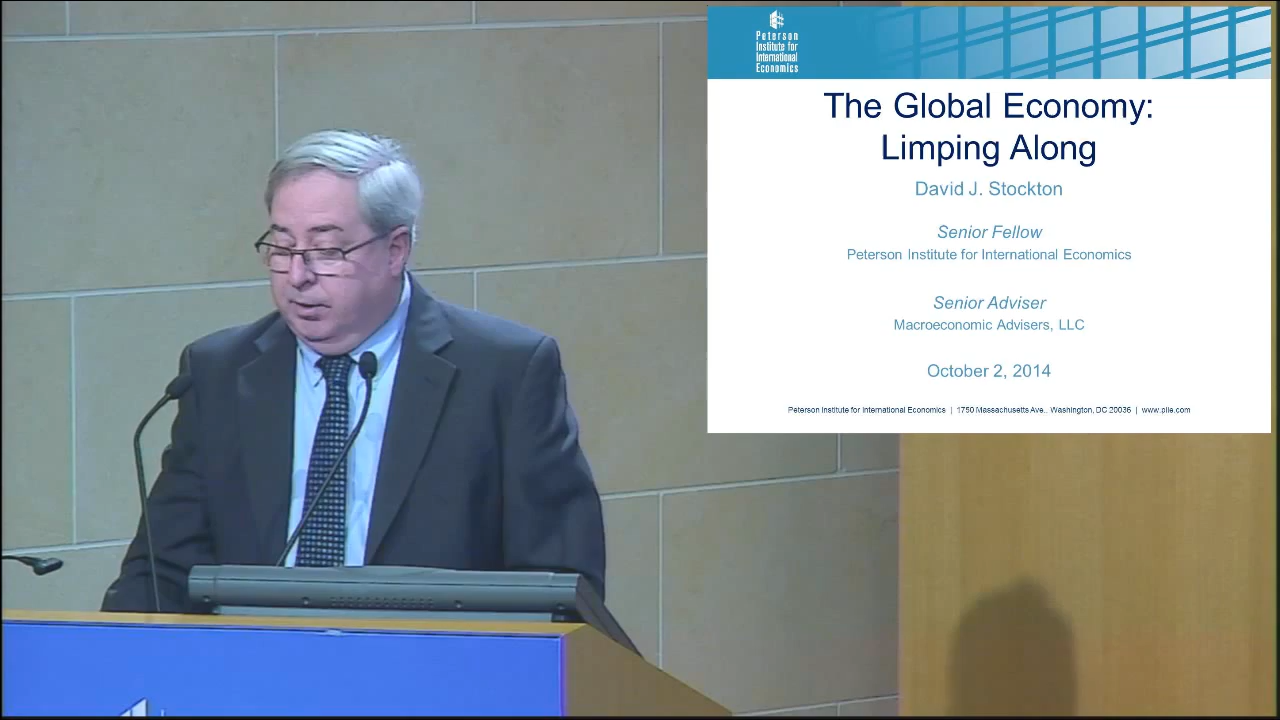 Peterson
Institute for
International
Economics
The Global Economy:
Limping Along
David J. Stockton
Senior Fellow
Peterson Institute for International Economics
Senior Adviser
Macroeconomic Advisers, LLC
October 2, 2014
Peterson Institute for International Economics | 1750 Massachusetts Ave., Washington, DC 20036 | www.piie.com